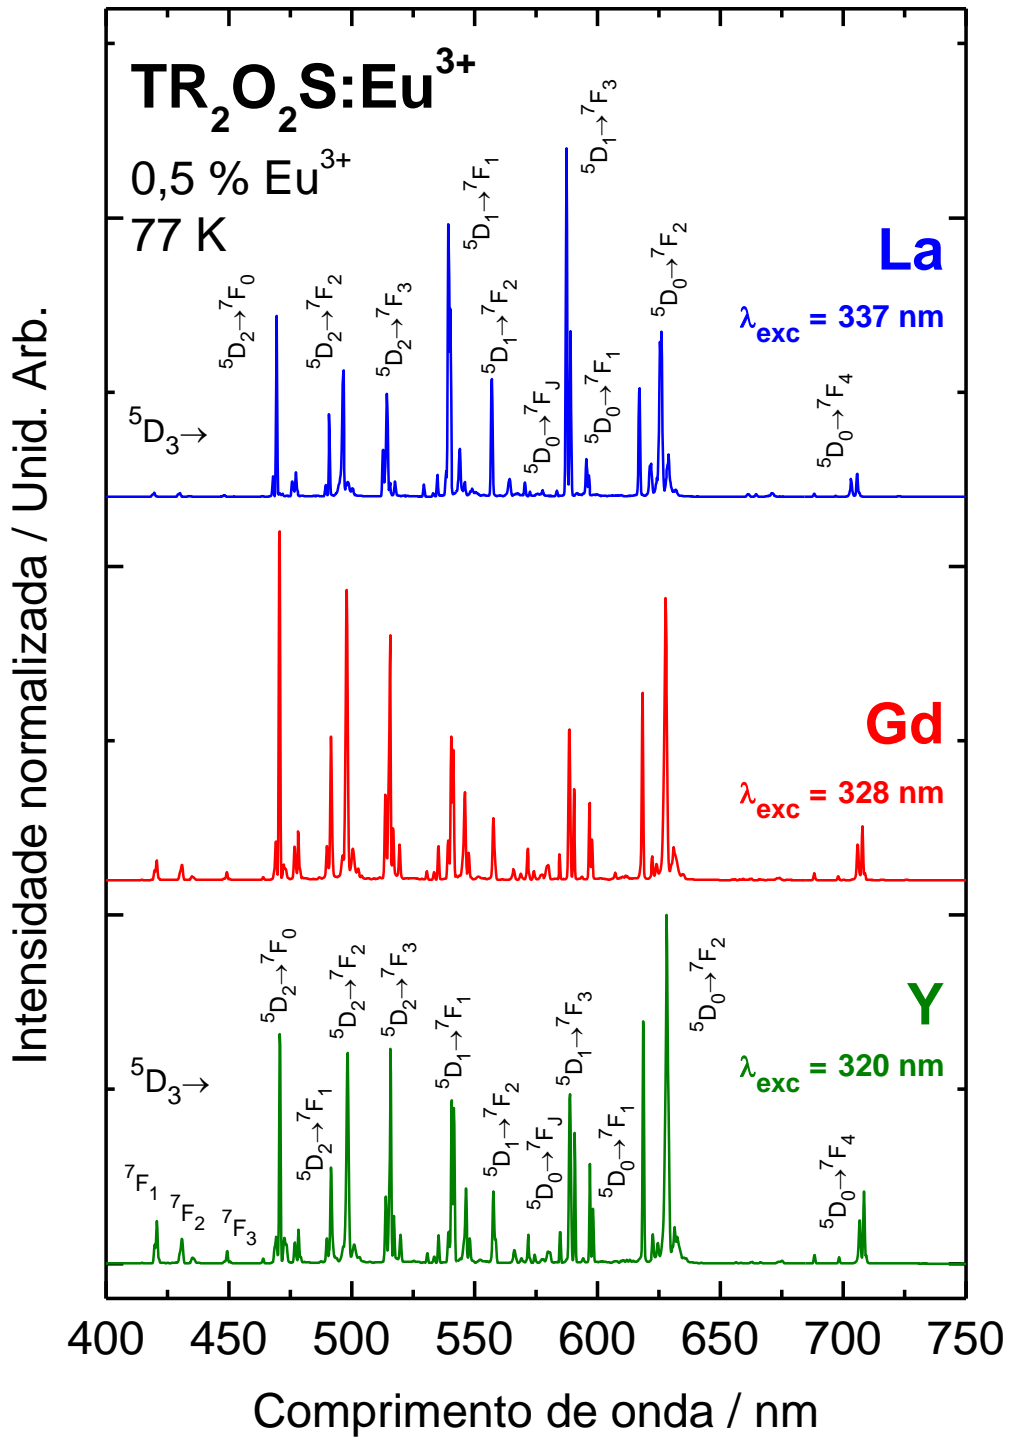 TR₂O₂S:Eu³⁺
0,5 % Eu³⁺
77 K
⁵D₃→
⁵D₂→⁷F₀
⁵D₂→⁷F₂
⁵D₂→⁷F₃
⁵D₁→⁷F₁
⁵D₁→⁷F₂
⁵D₀→⁷F_J
⁵D₁→⁷F₃
⁵D₀→⁷F₁
⁵D₀→⁷F₂
⁵D₀→⁷F₄
La
λexc = 337 nm
Gd
λexc = 328 nm
⁵D₃→
⁷F₁
⁷F₂
⁷F₃
⁵D₂→⁷F₀
⁵D₂→⁷F₁
⁵D₂→⁷F₂
⁵D₂→⁷F₃
⁵D₁→⁷F₁
⁵D₁→⁷F₂
⁵D₀→⁷F_J
⁵D₁→⁷F₃
⁵D₀→⁷F₁
⁵D₀→⁷F₂
⁵D₀→⁷F₄
Y
λexc = 320 nm
Intensidade normalizada / Unid. Arb.
400 450 500 550 600 650 700 750
Comprimento de onda / nm